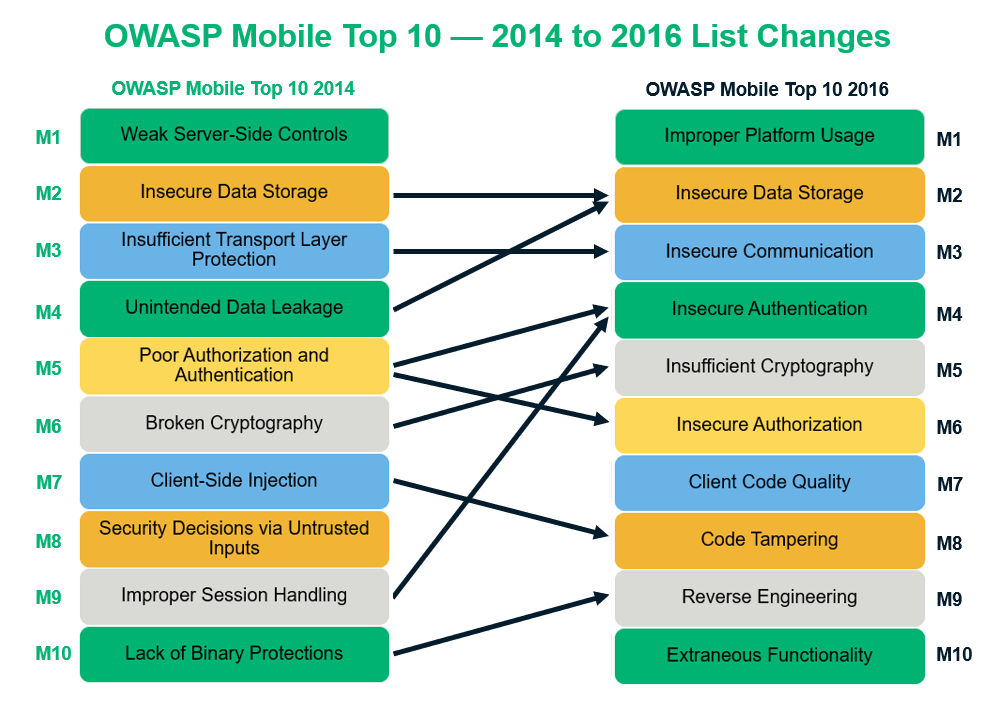 OWASP Mobile Top 10 — 2014 to 2016 List Changes
OWASP Mobile Top 10 2014
M1 Weak Server-Side Controls
M2 Insecure Data Storage
M3 Insufficient Transport Layer
Protection
M4 Unintended Data Leakage
M5 Poor Authorization and
Authentication
M6 Broken Cryptography
M7 Client-Side Injection
M8 Security Decisions via Untrusted
Inputs
M9 Improper Session Handling
M10 Lack of Binary Protections
OWASP Mobile Top 10 2016
Improper Platform Usage M1
Insecure Data Storage M2
Insecure Communication M3
Insecure Authentication M4
Insufficient Cryptography M5
Insecure Authorization M6
Client Code Quality M7
Code Tampering M8
Reverse Engineering M9
Extraneous Functionality M10